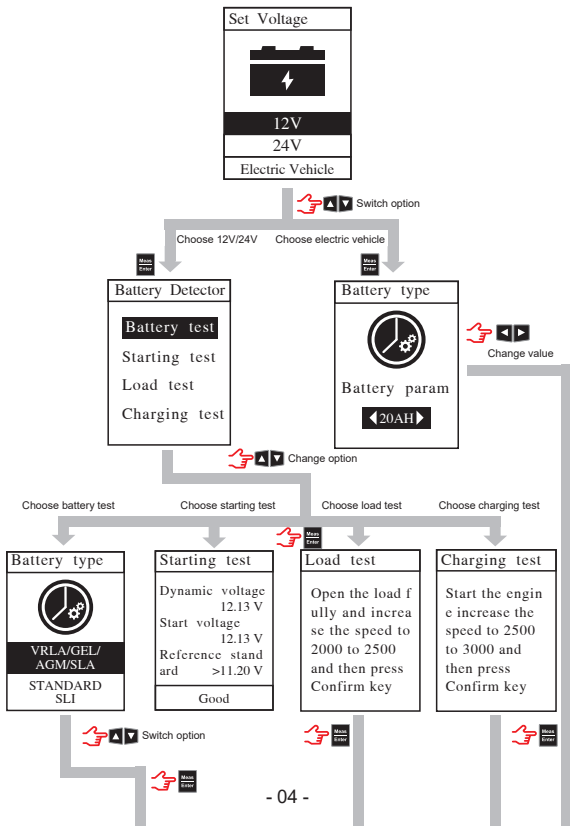 Set Voltage
12V
24V
Electric Vehicle
Switch option
Choose 12V/24V
Choose electric vehicle
Meas
Enter
Meas
Enter
Battery Detector
Battery test
Starting test
Load test
Charging test
Battery type
Battery param
20AH
Change value
Change option
Choose battery test
Choose starting test
Choose load test
Choose charging test
Meas
Enter
Battery type
VRLA/GEL/
AGM/SLA
STANDARD
SLI
Starting test
Dynamic voltage
12.13 V
Start voltage
12.13 V
Reference stand
ard >11.20 V
Good
Load test
Open the load f
ully and increa
se the speed to
2000 to 2500
and then press
Confirm key
Charging test
Start the engin
e increase the
speed to 2500
to 3000 and
then press
Confirm key
Switch option
Meas
Enter
Meas
Enter
Meas
Enter
- 04 -